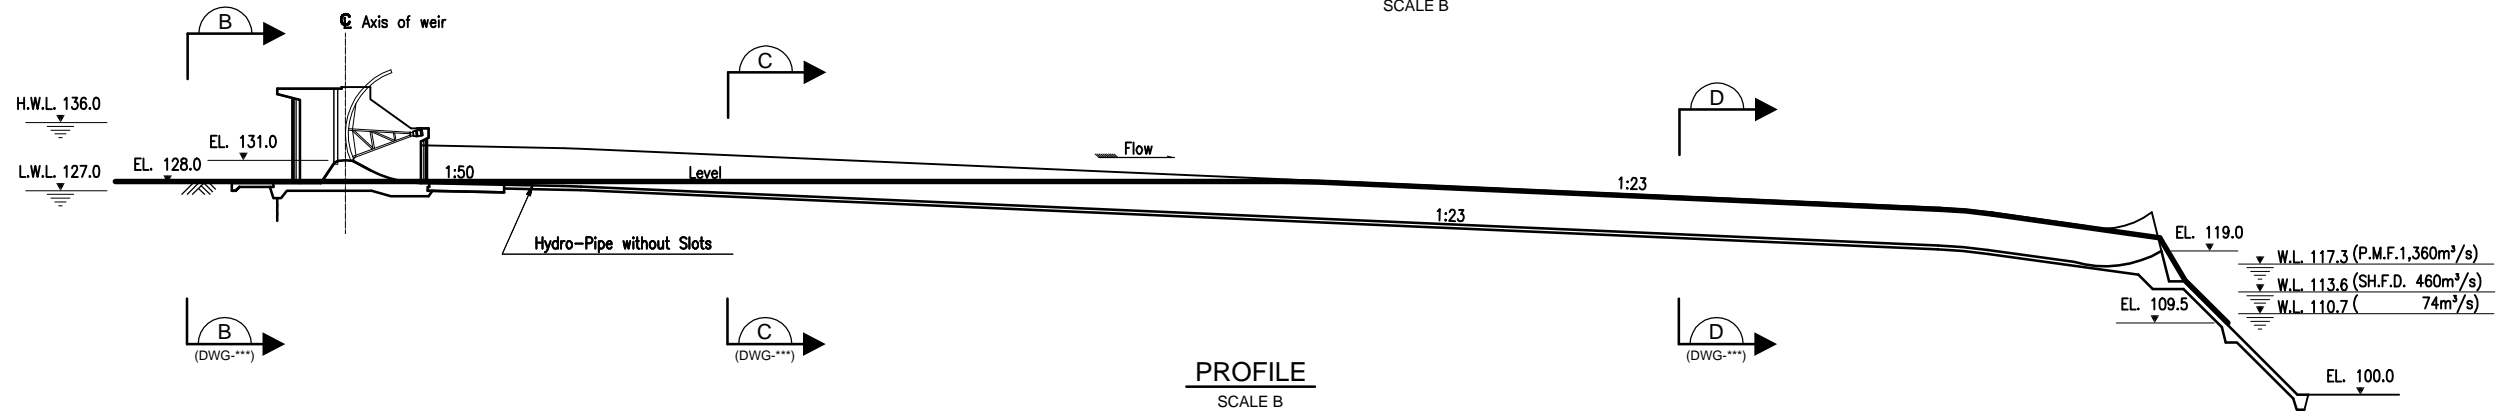 SCALE B
B
℄ Axis of weir
C
D
H.W.L. 136.0
EL. 131.0
EL. 128.0
L.W.L. 127.0
1:50
Level
Flow
1:23
1:23
Hydro-Pipe without Slots
EL. 119.0
W.L. 117.3 (P.M.F.1,360m³/s)
W.L. 113.6 (SH.F.D. 460m³/s)
W.L. 110.7 ( 74m³/s)
EL. 109.5
EL. 100.0
B
(DWG-***)
C
(DWG-***)
D
(DWG-***)
PROFILE
SCALE B